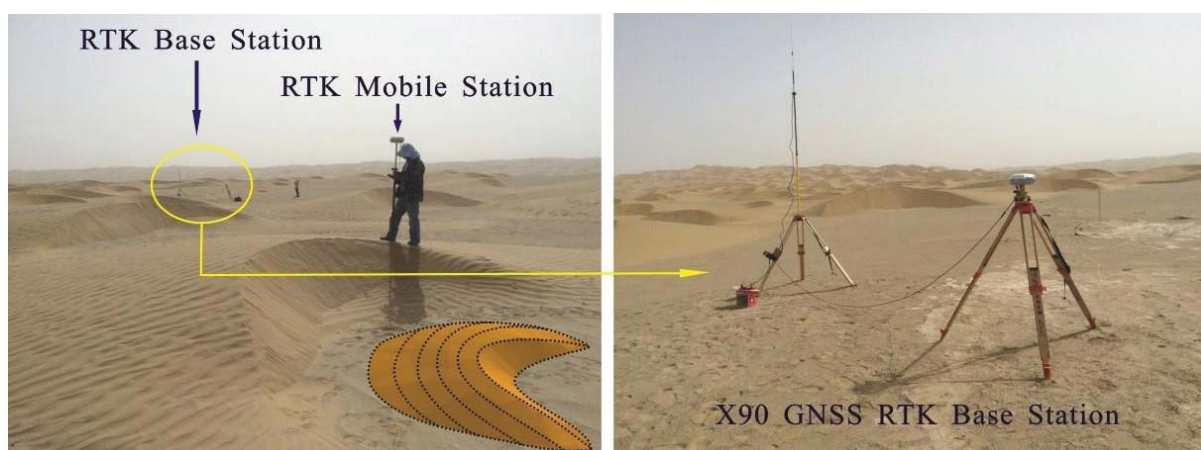 RTK Base Station
RTK Mobile Station
X90 GNSS RTK Base Station